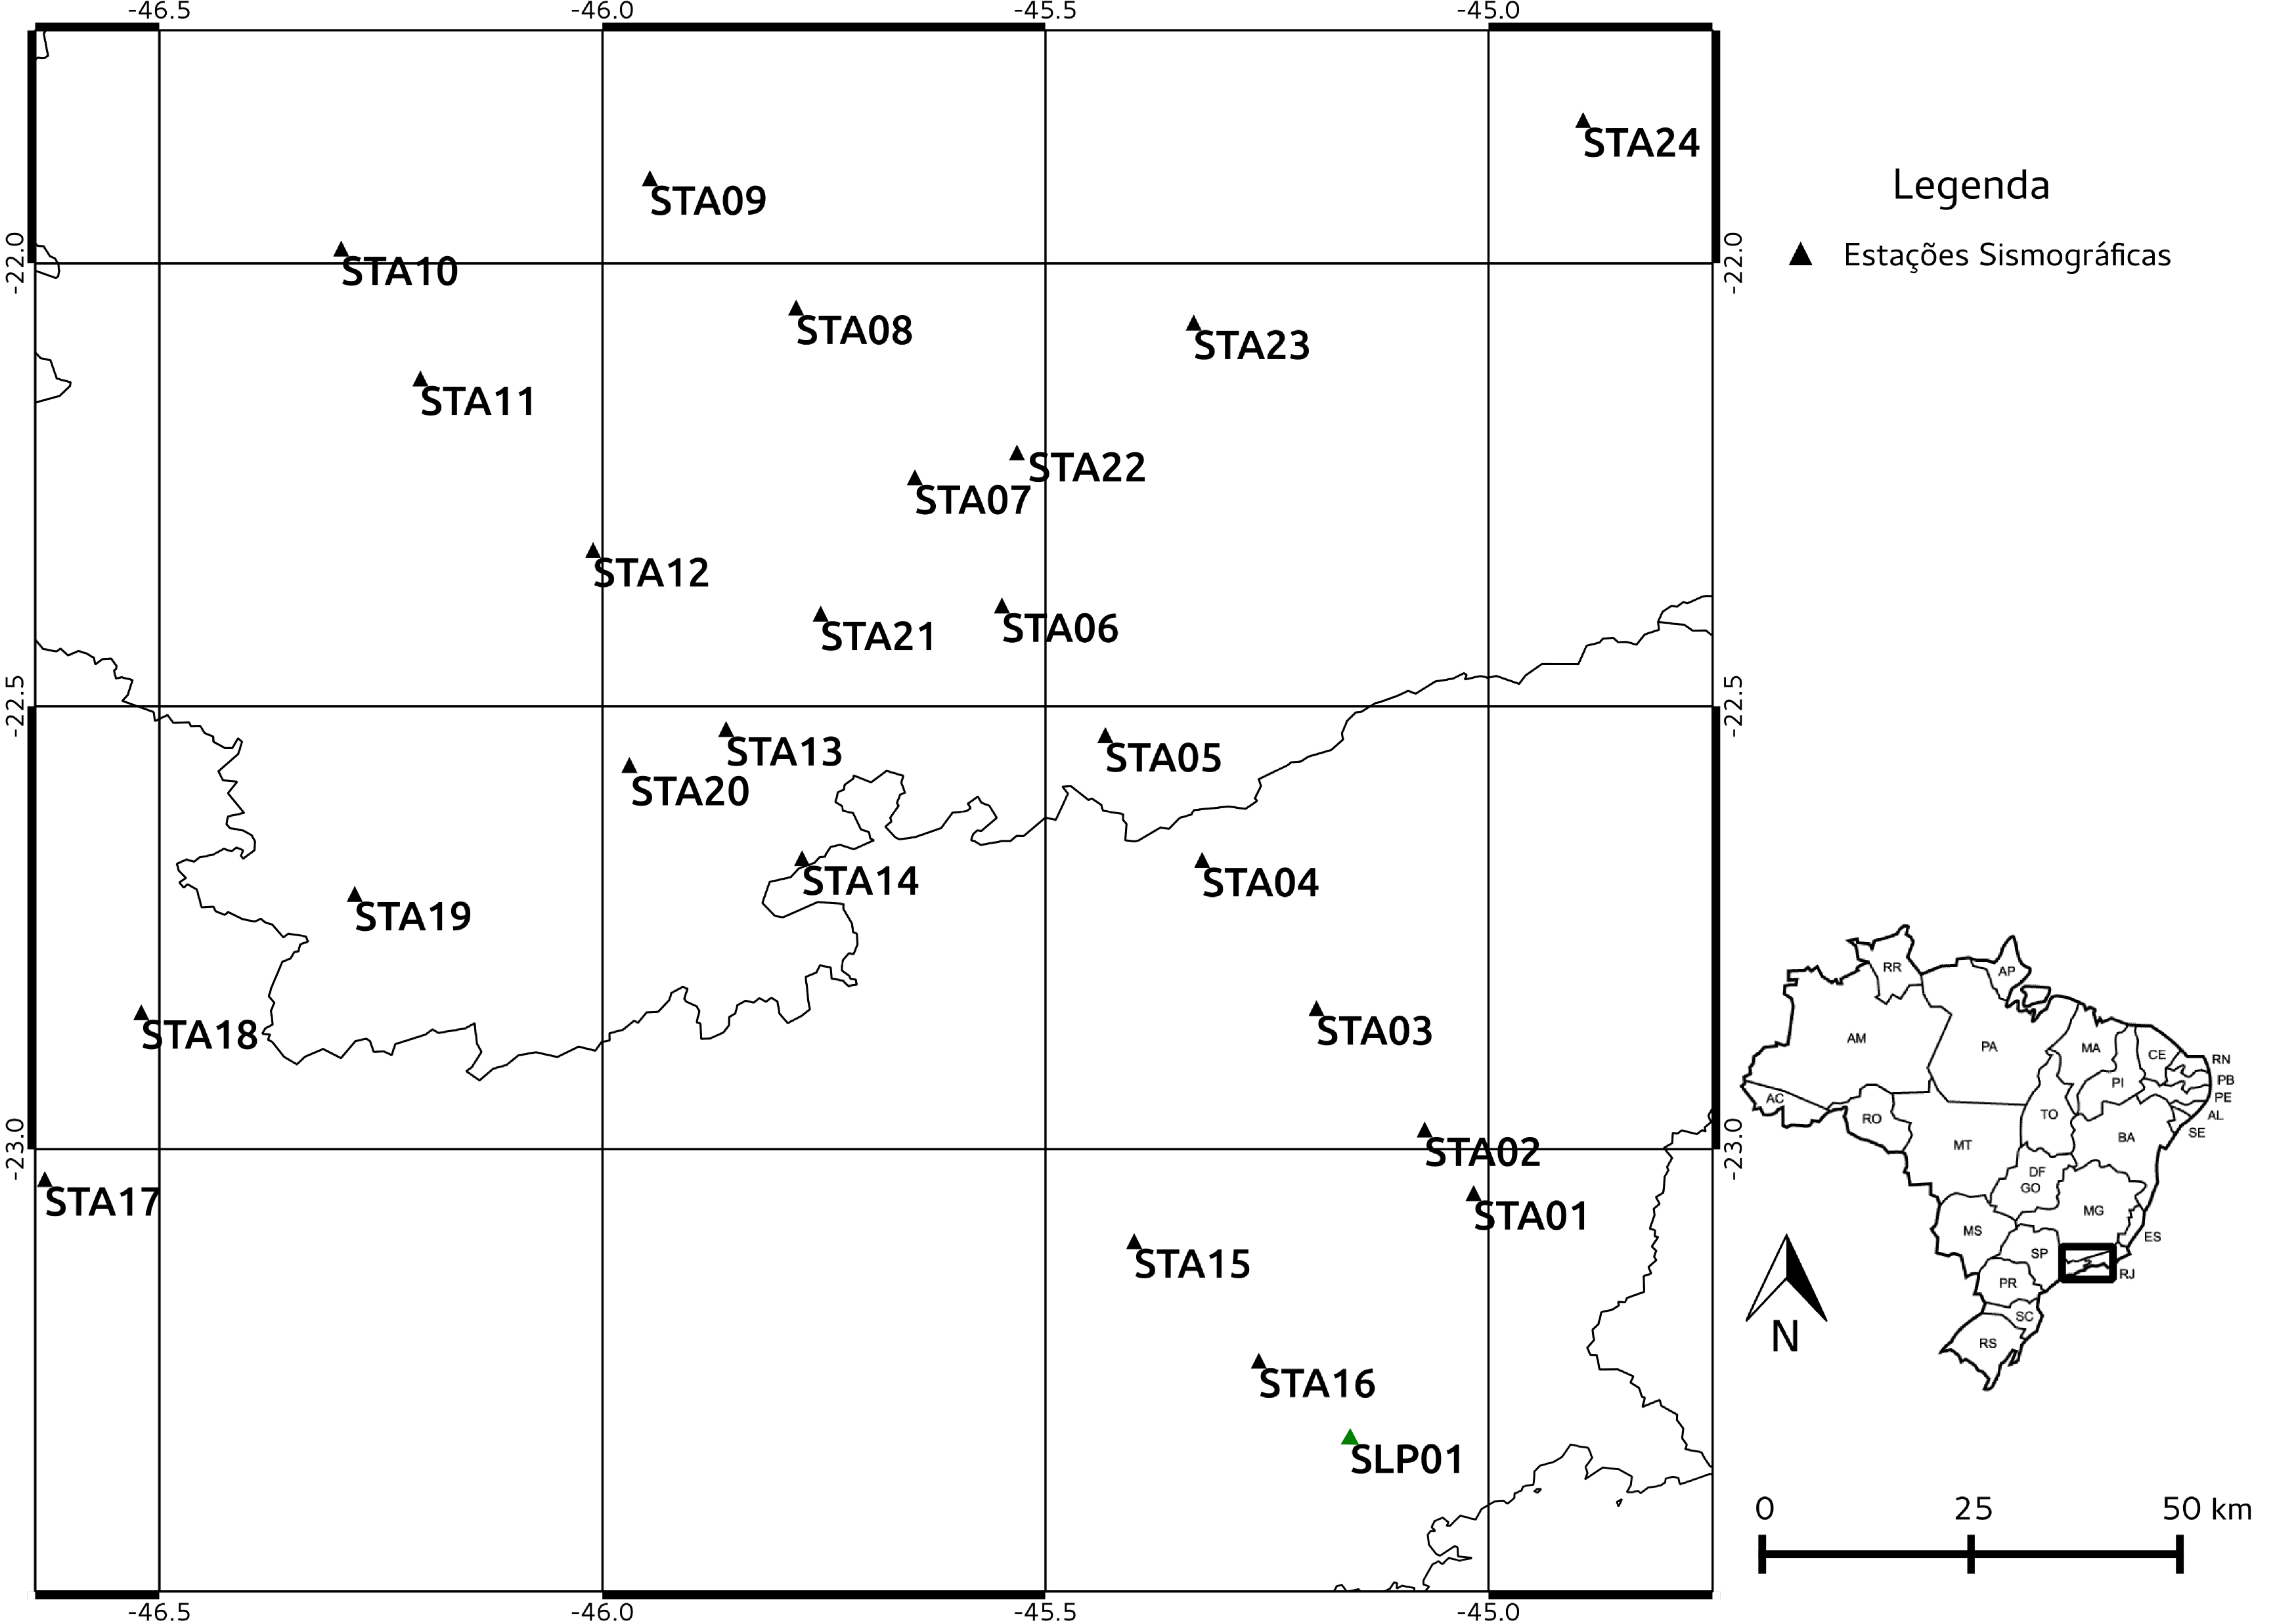 -46.5 -46.0 -45.5 -45.0
STA24
STA09
Legenda
-22.0 -22.0
Estações Sismográficas
STA10
STA08
STA23
STA11
STA22
STA07
STA12
STA21
STA06
-22.5 -22.5
STA13
STA05
STA20
STA14
STA04
STA19
STA03
STA18
-23.0 -23.0
STA02
STA17
STA01
STA15
STA16
SLP01
-46.5 -46.0 -45.5 -45.0
RR
AP
AM
PA
MA
CE
RN
PI
PB
PE
AC
RO
TO
AL
SE
MT
BA
DF
GO
MG
MS
ES
SP
RJ
PR
SC
RS
N
0 25 50 km